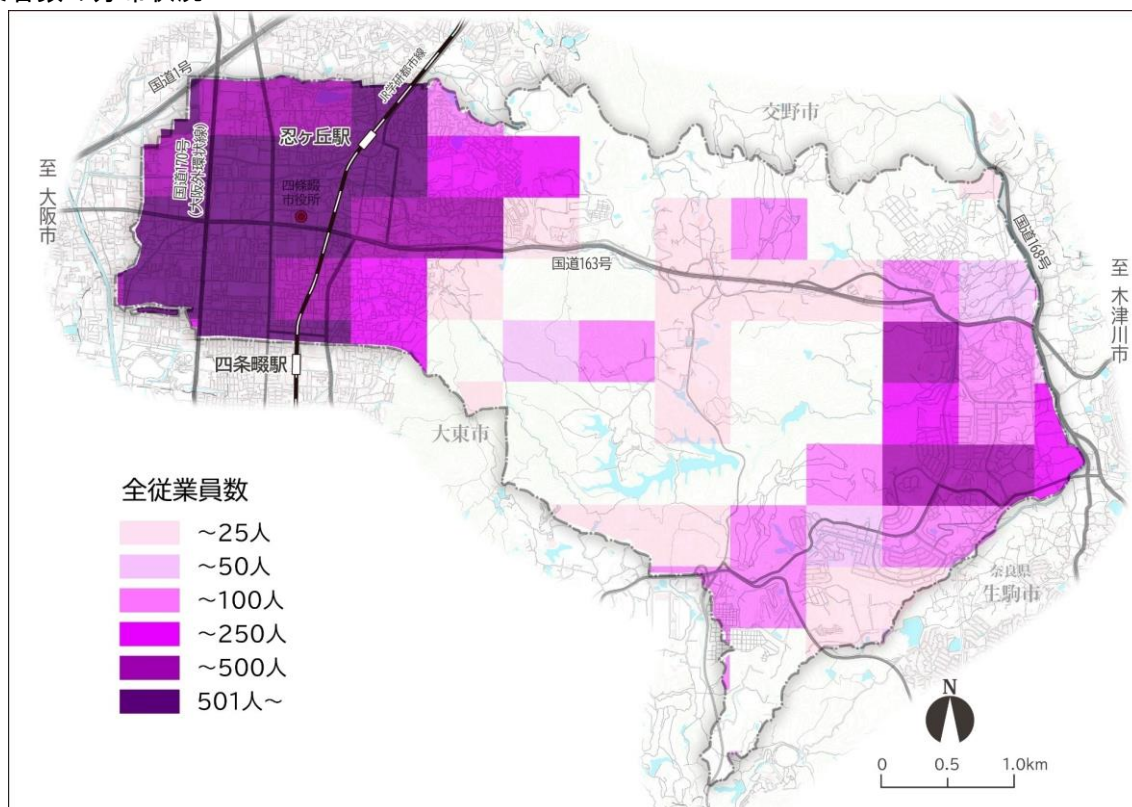 国道1号
JR学研都市線
交野市
忍ヶ丘駅
国道170号
(大阪外環状線)
四條畷
市役所
至 大阪市
国道168号
国道163号
至 木津川市
四条畷駅
大東市
奈良県
生駒市
全従業員数
～25人
～50人
～100人
～250人
～500人
501人～
N
0 0.5 1.0km